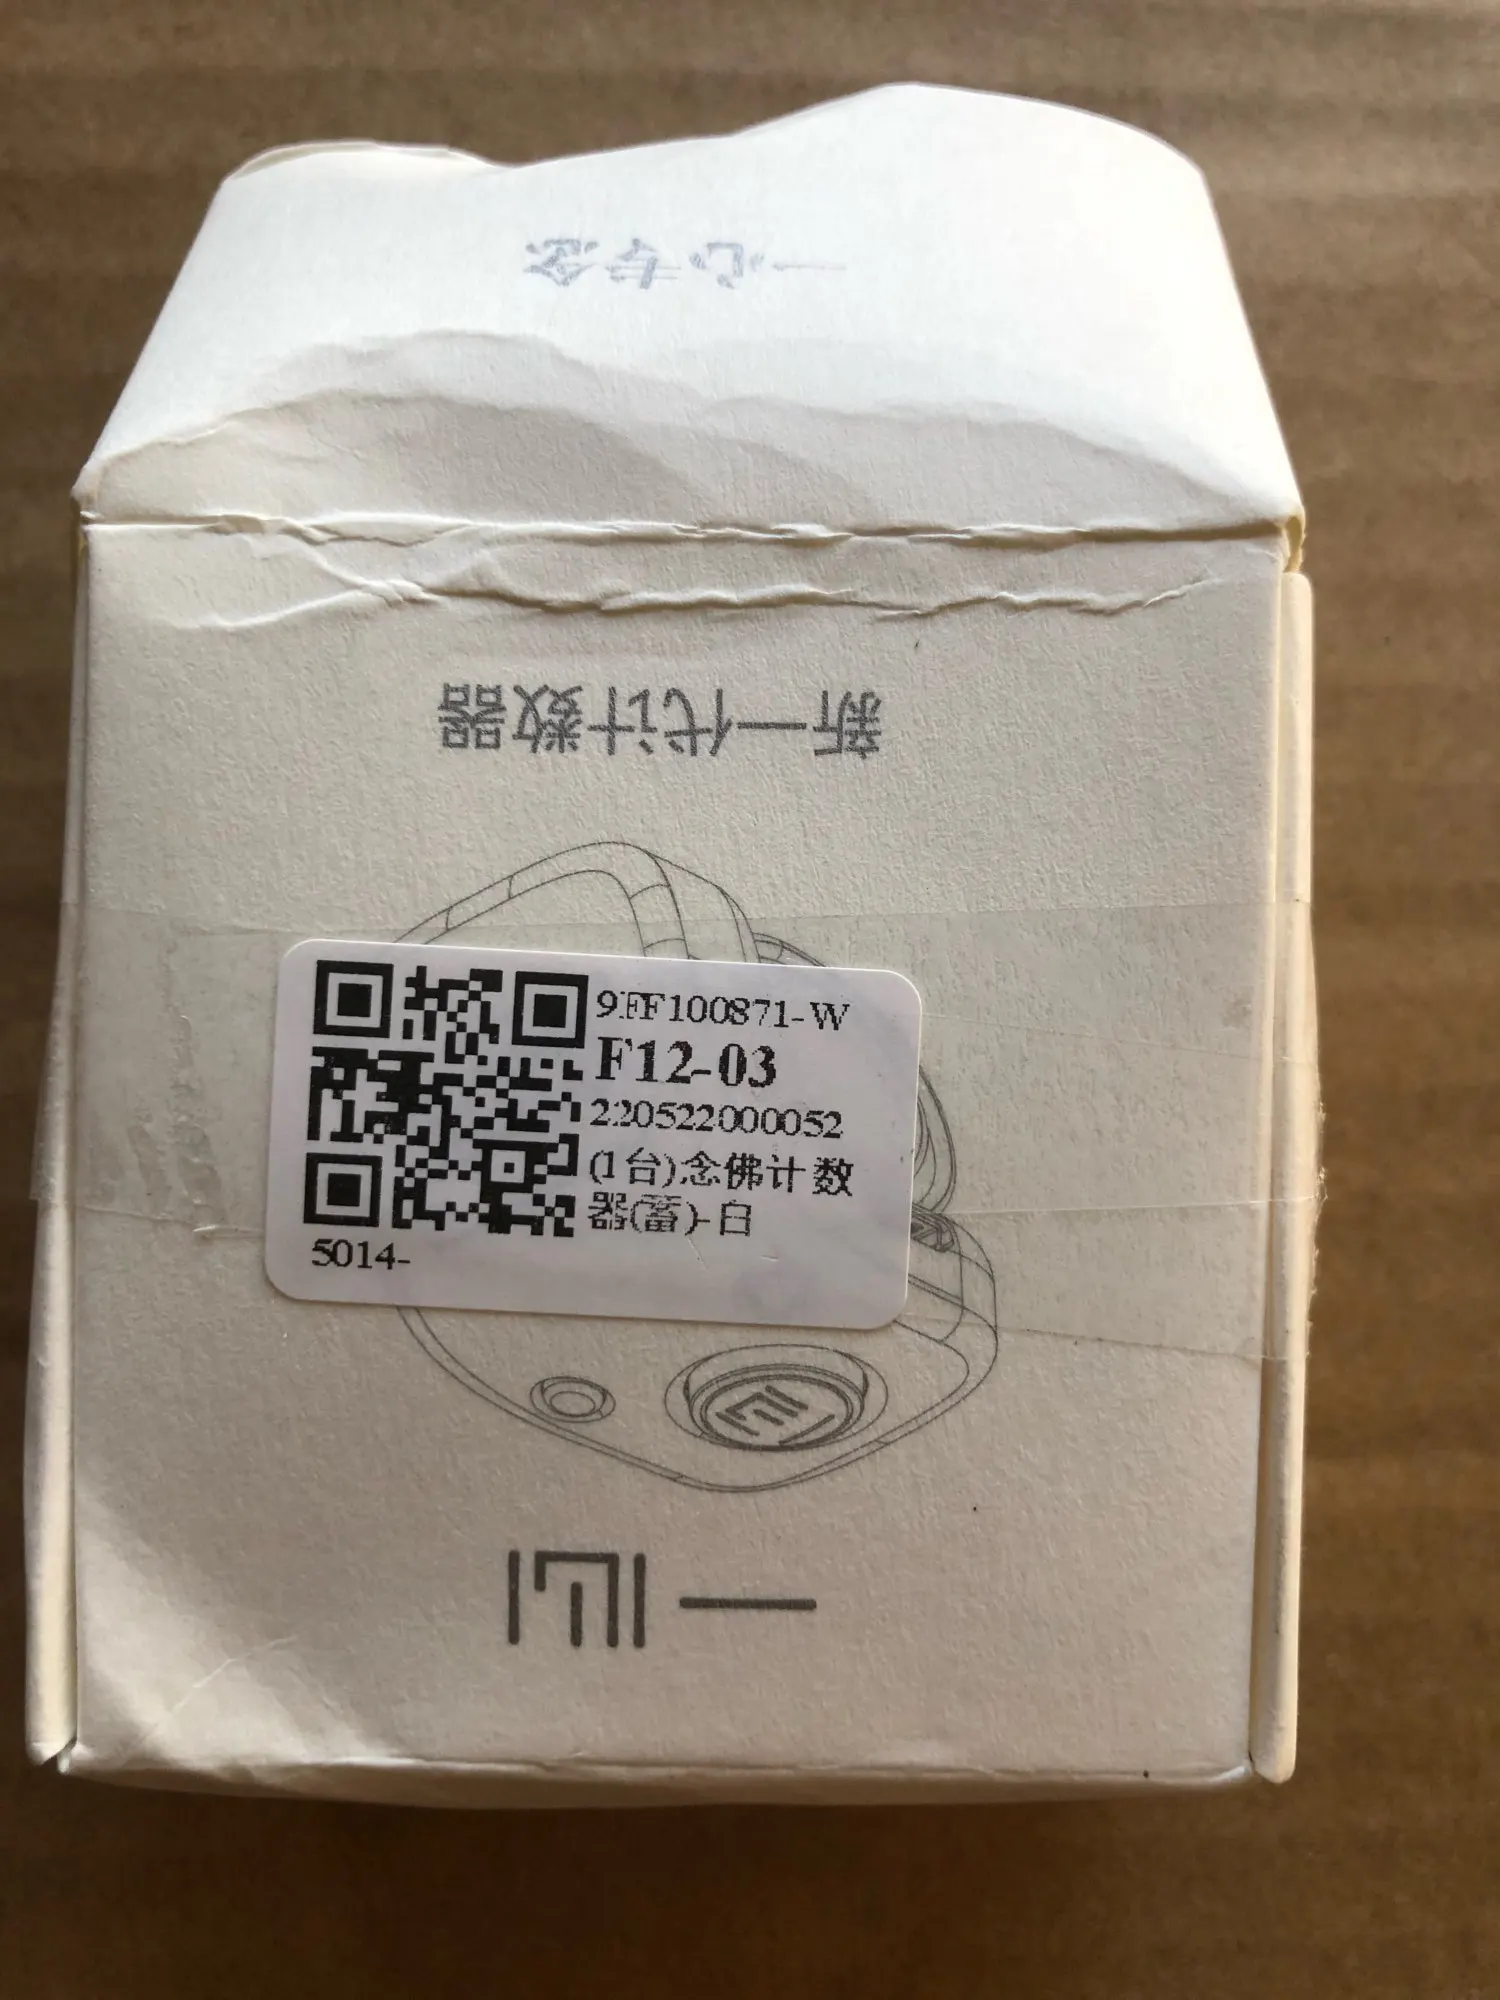 一心专念
新一代计数器
9FF100871-W
F12-03
220522000052
(1台)念佛计数
器(蓄)-白
5014-